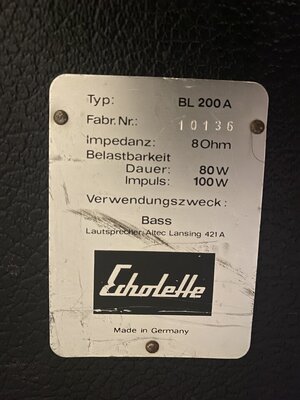 Typ: BL 200 A
Fabr. Nr.: 10136
Impedanz: 8 Ohm
Belastbarkeit
Dauer: 80 W
Impuls: 100 W
Verwendungszweck:
Bass
Lautsprecher: Altec Lansing 421 A
Echolette
Made in Germany